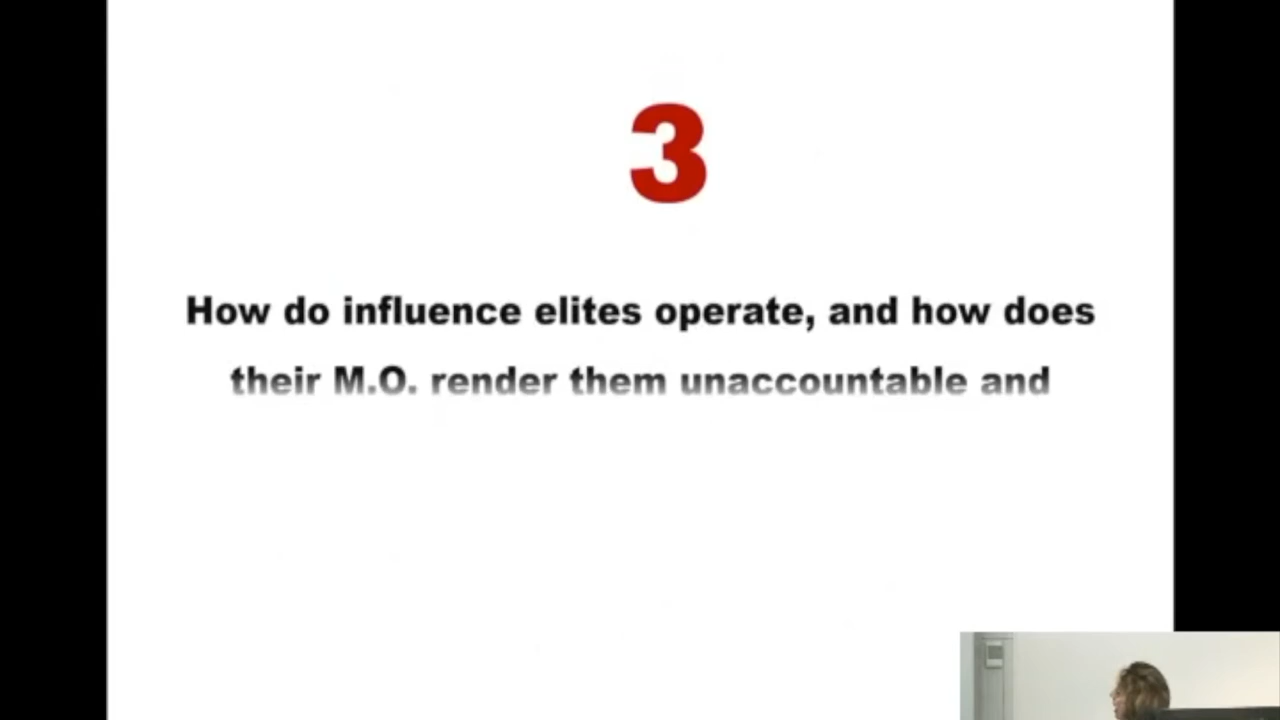 3
How do influence elites operate, and how does
their M.O. render them unaccountable and